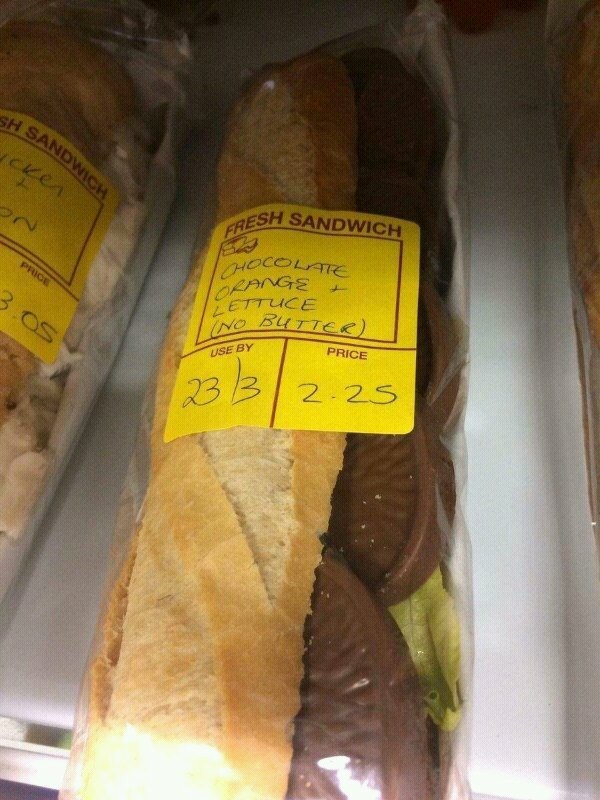 SH SANDWICH
+
ON
PRICE
3.05
FRESH SANDWICH
CHOCOLATE
ORANGE +
LETTUCE
(NO BUTTER)
USE BY
PRICE
23/3
2.25